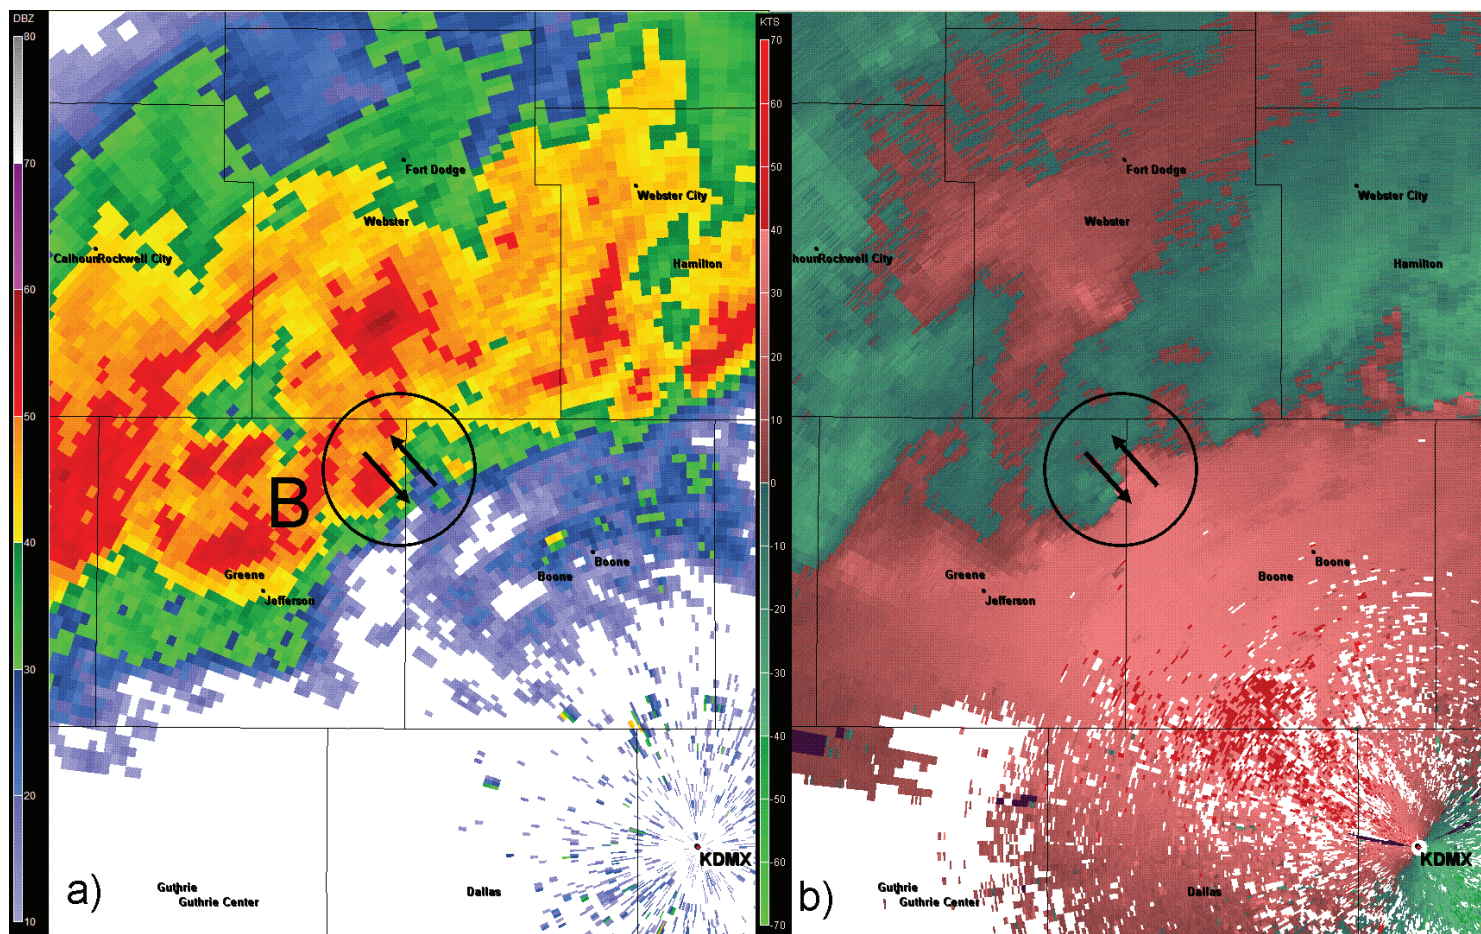 DBZ
80
70
60
50
40
30
20
10
Fort Dodge
Webster City
Webster
CalhounRockwell City
Hamilton
B
Greene
Jefferson
Boone
Boone
KDMX
Guthrie
Guthrie Center
Dallas
a)
KTS
70
60
50
40
30
20
10
0
-10
-20
-30
-40
-50
-60
-70
Fort Dodge
Webster City
Webster
hounRockwell City
Hamilton
Greene
Jefferson
Boone
Boone
KDMX
Guthrie
Guthrie Center
Dallas
b)